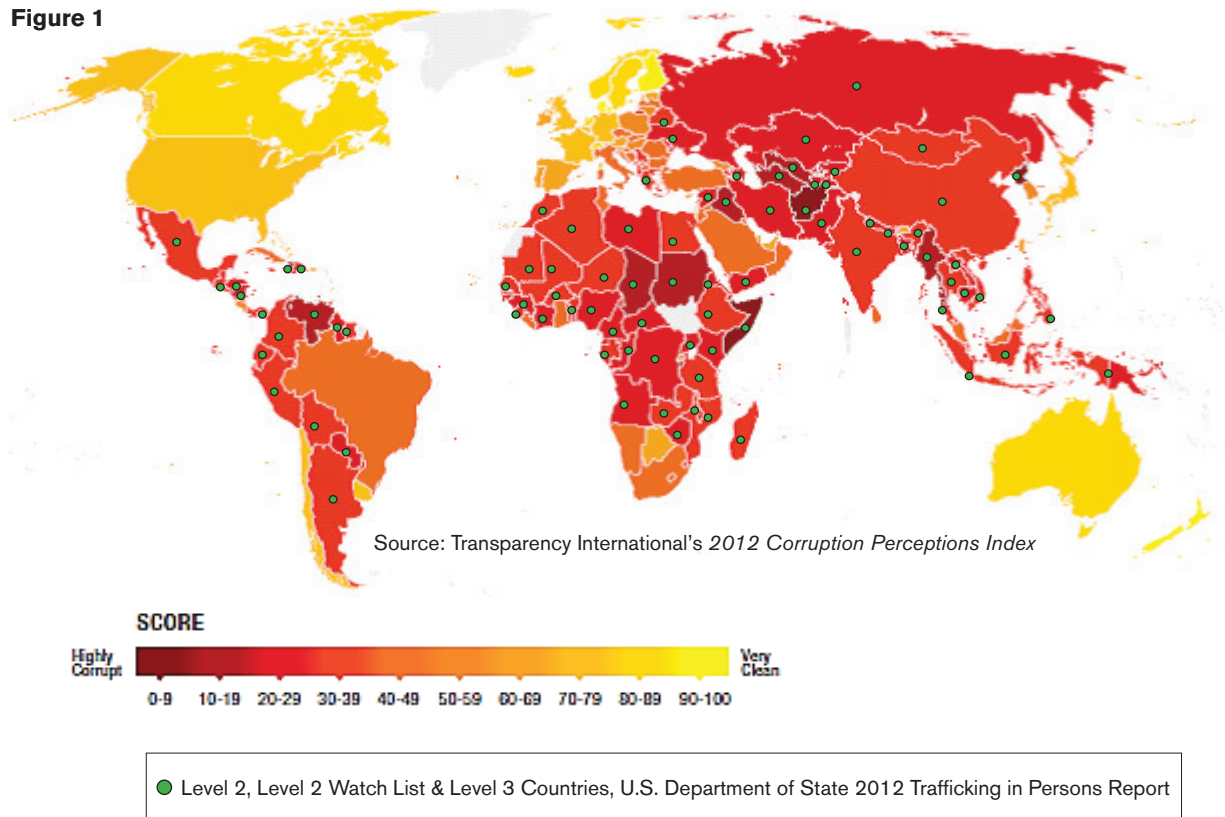 Figure 1
Source: Transparency International's 2012 Corruption Perceptions Index
SCORE
Highly
Corrupt
Very
Clean
0-9 10-19 20-29 30-39 40-49 50-59 60-69 70-79 80-89 90-100
Level 2, Level 2 Watch List & Level 3 Countries, U.S. Department of State 2012 Trafficking in Persons Report